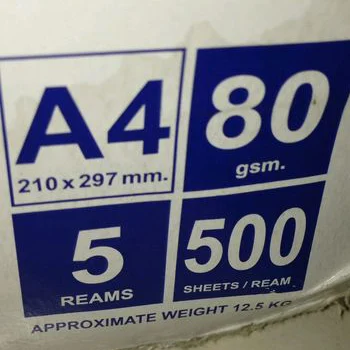 A4
210 x 297 mm.
80
gsm.
5
REAMS
500
SHEETS / REAM
APPROXIMATE WEIGHT 12.5 KG